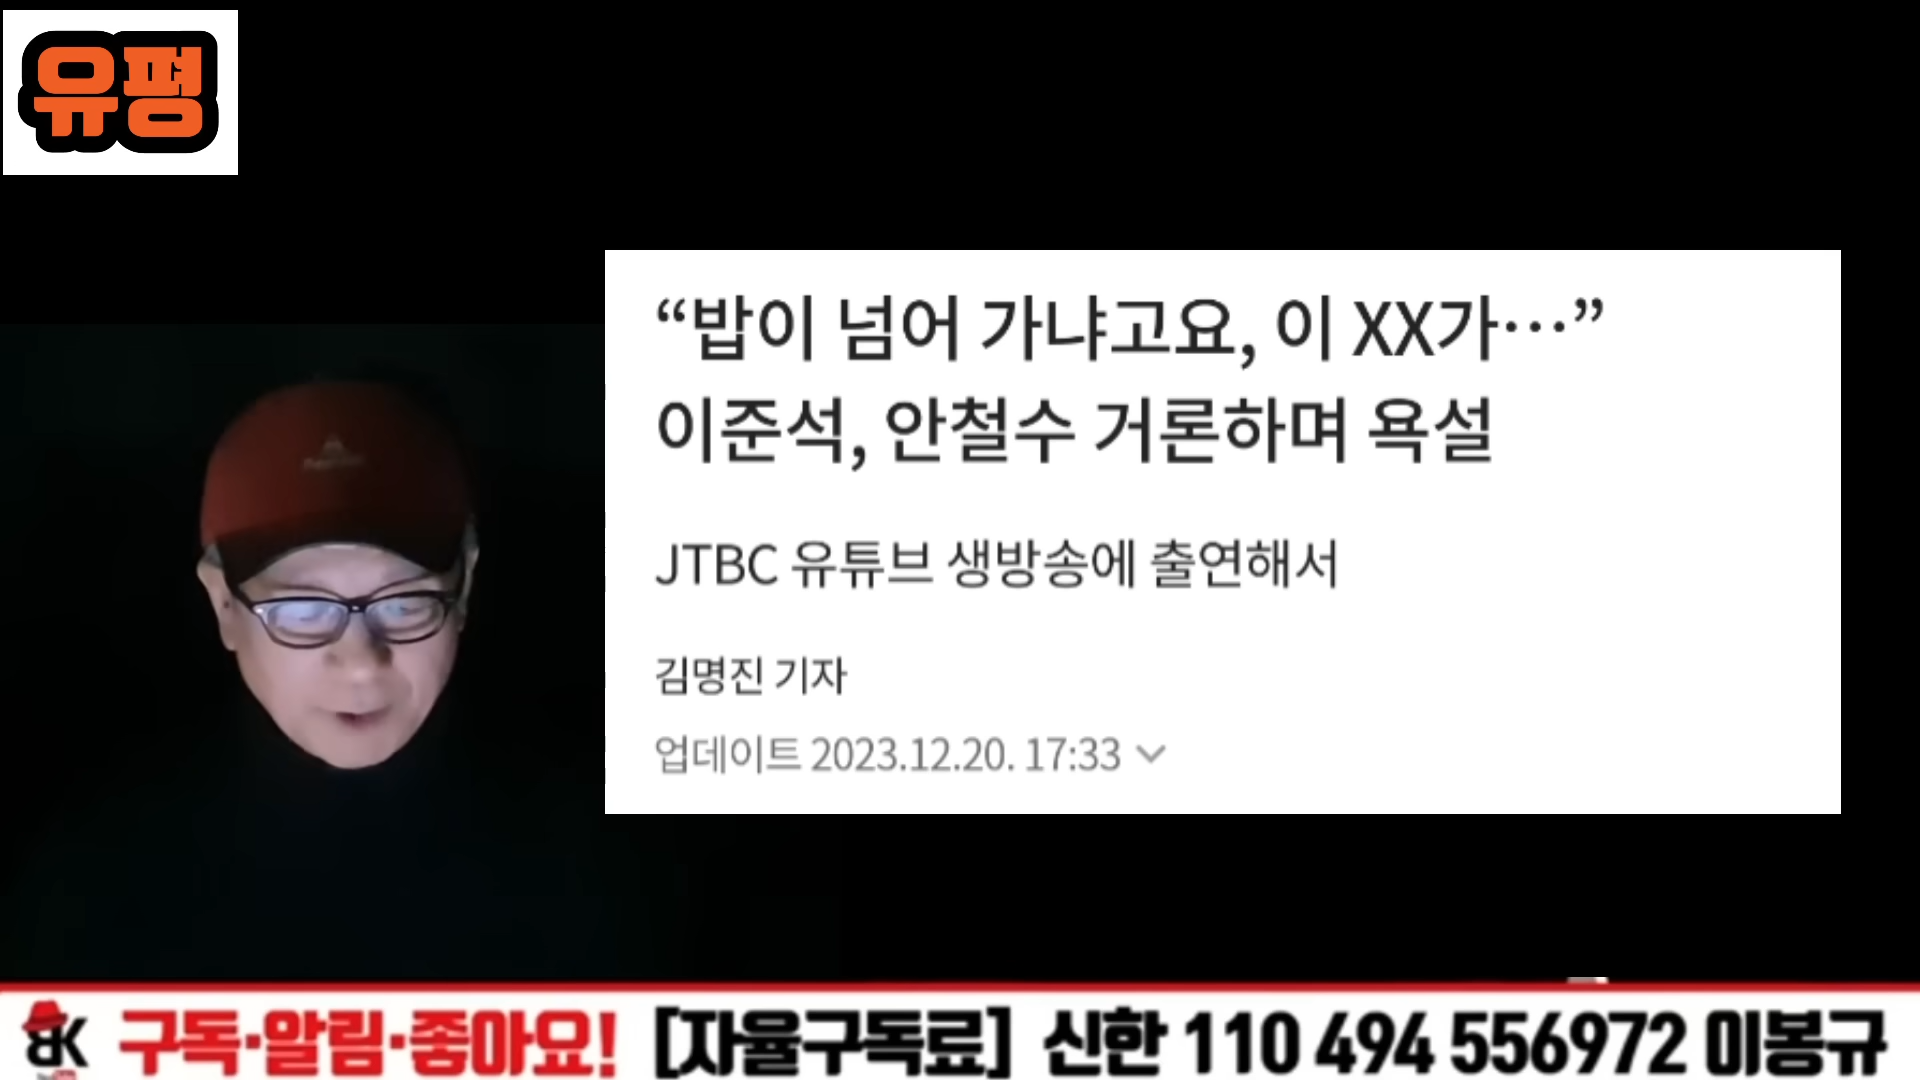 유평
“밥이 넘어 가냐고요, 이 XX가…”
이준석, 안철수 거론하며 욕설
JTBC 유튜브 생방송에 출연해서
김명진 기자
업데이트 2023.12.20. 17:33
BK 구독·알림·좋아요! [자율구독료] 신한 110 494 556972 이봉규